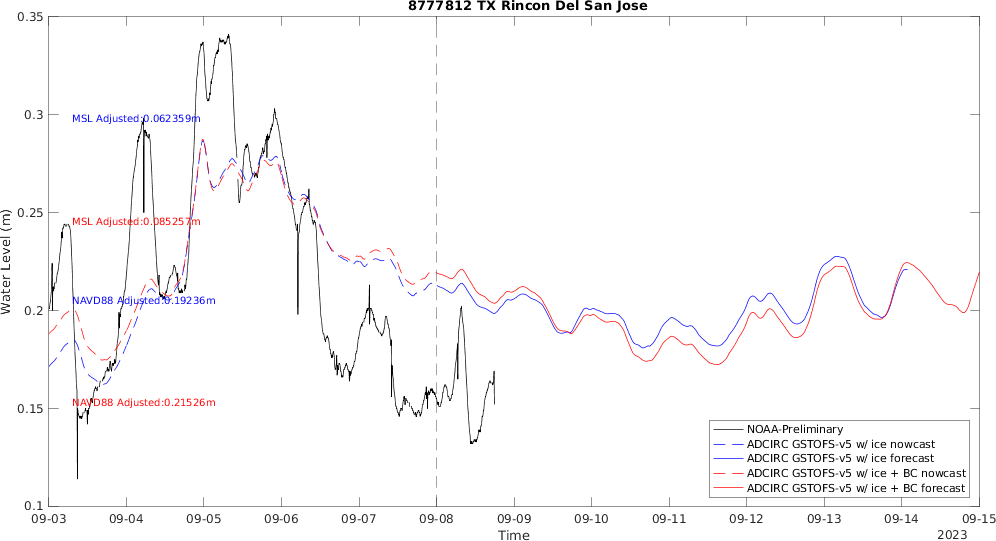 8777812 TX Rincon Del San Jose
0.35
0.3
0.25
0.2
0.15
0.1
Water Level (m)
MSL Adjusted:0.062359m
MSL Adjusted:0.085257m
NAVD88 Adjusted:0.19236m
NAVD88 Adjusted:0.21526m
NOAA-Preliminary
ADCIRC GSTOFS-v5 w/ ice nowcast
ADCIRC GSTOFS-v5 w/ ice forecast
ADCIRC GSTOFS-v5 w/ ice + BC nowcast
ADCIRC GSTOFS-v5 w/ ice + BC forecast
09-03 09-04 09-05 09-06 09-07 09-08 09-09 09-10 09-11 09-12 09-13 09-14 09-15
Time
2023